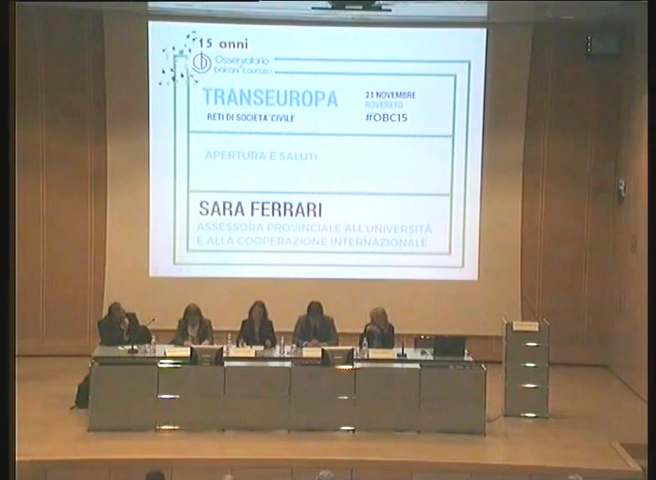 15 anni
Osservatorio
balcani caucaso
TRANSEUROPA
RETI DI SOCIETA' CIVILE
21 NOVEMBRE
ROVERETO
#OBC15
APERTURA E SALUTI
SARA FERRARI
ASSESSORA PROVINCIALE ALL'UNIVERSITÀ
E ALLA COOPERAZIONE INTERNAZIONALE